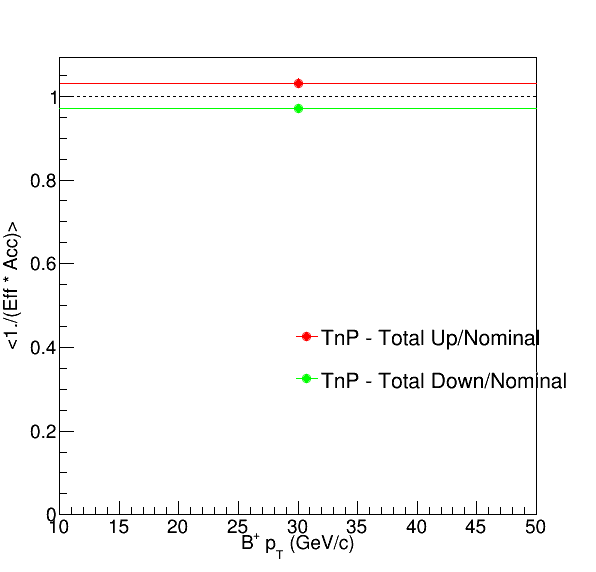 <1./(Eff * Acc)>
1
0.8
0.6
0.4
0.2
0
TnP - Total Up/Nominal
TnP - Total Down/Nominal
10 15 20 25 30 35 40 45 50
B+ pT (GeV/c)